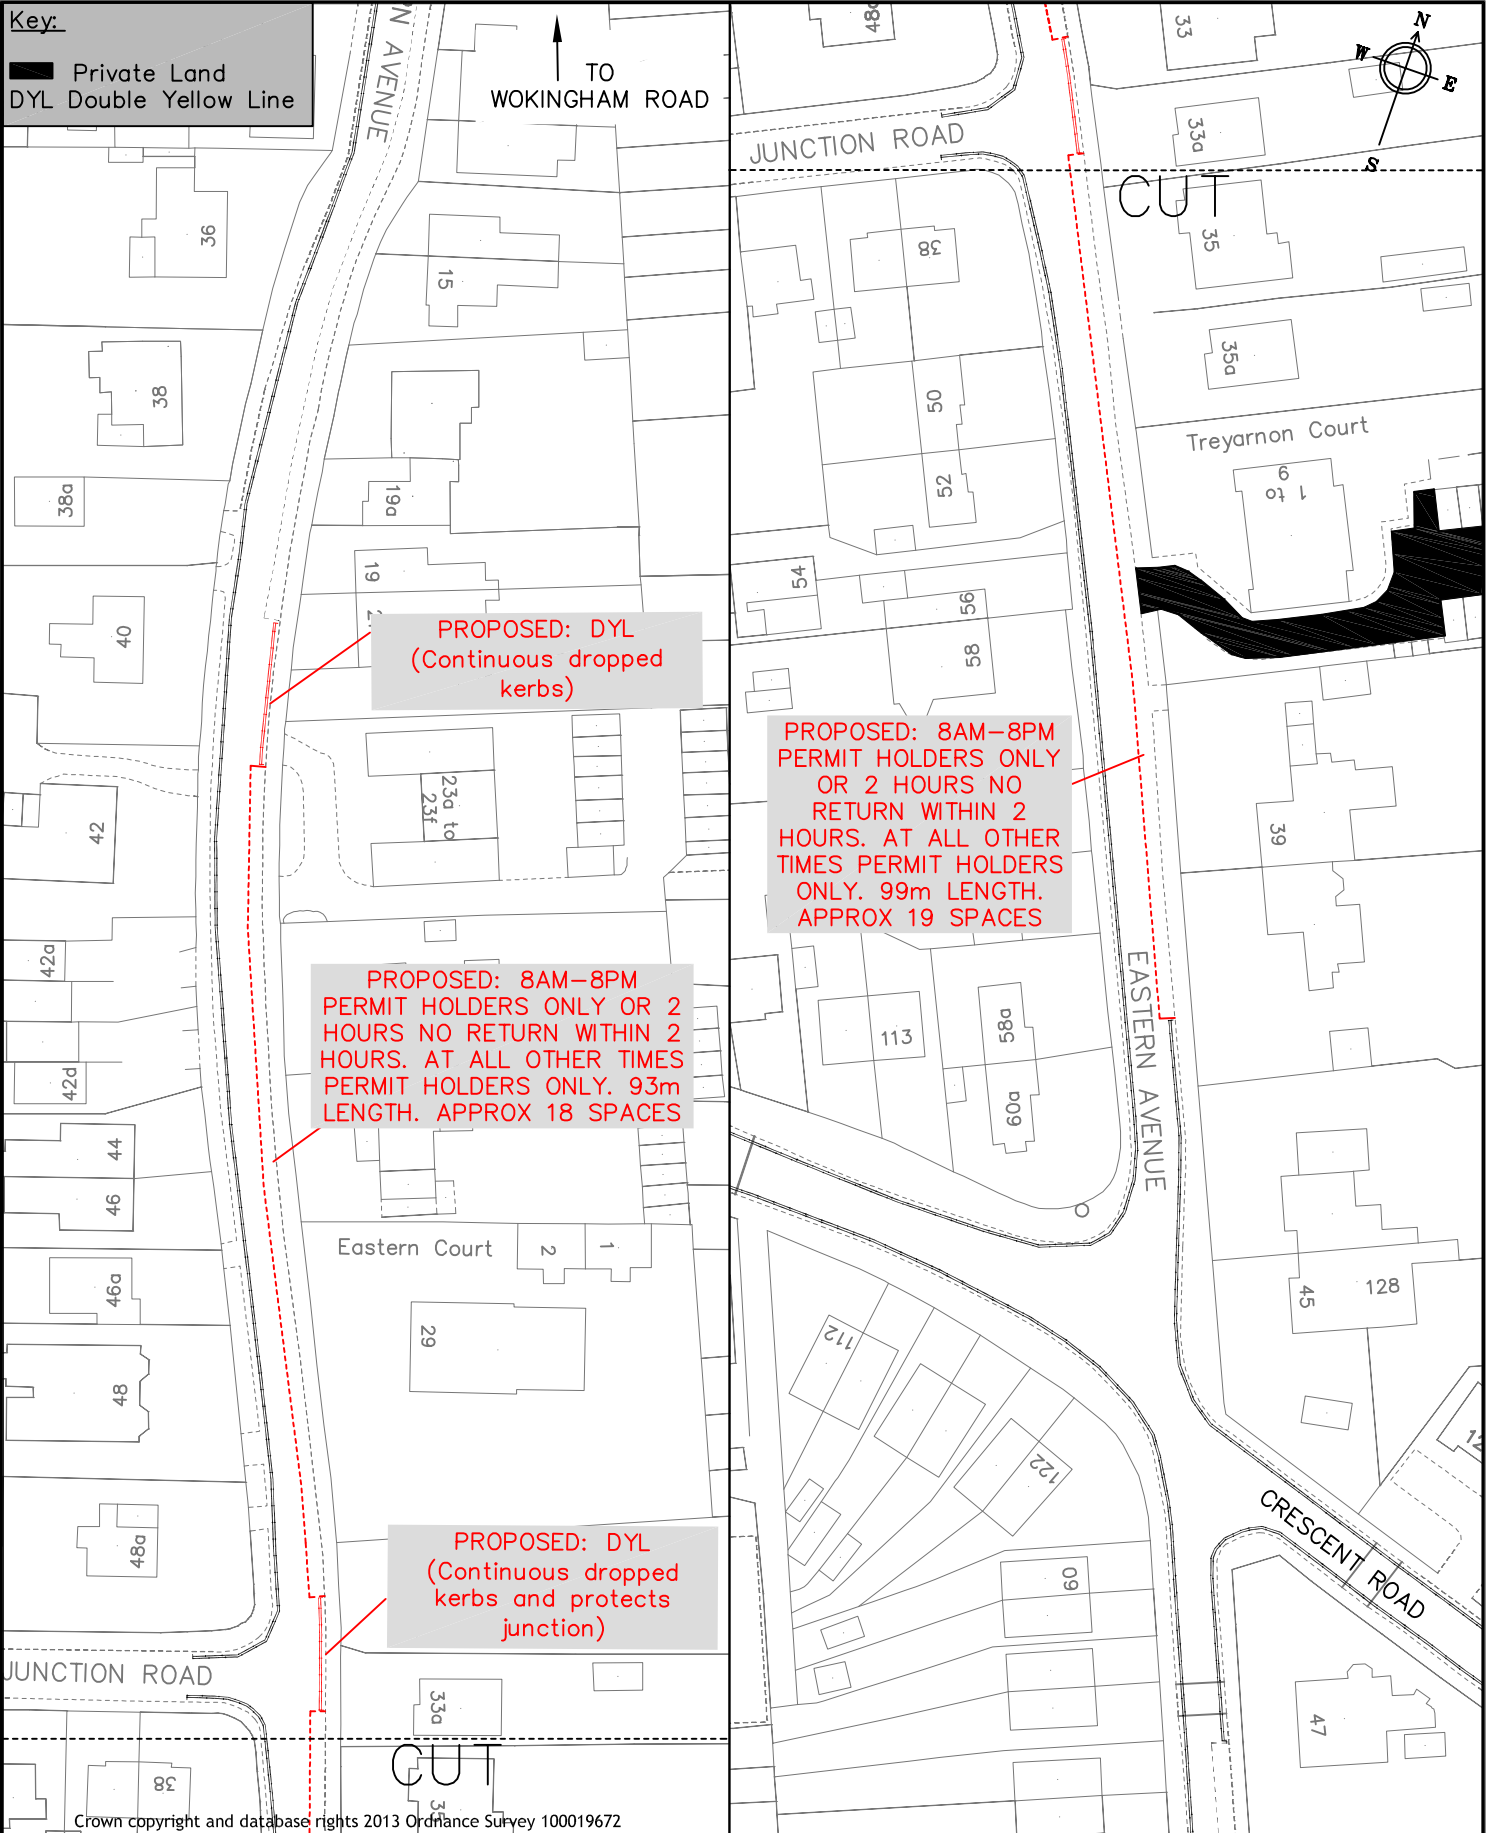 Key:
Private Land
DYL Double Yellow Line
ON AVENUE
TO
WOKINGHAM ROAD
36
15
38
38a
19a
19
40
PROPOSED: DYL
(Continuous dropped
kerbs)
42
23a to
23f
42a
42d
PROPOSED: 8AM-8PM
PERMIT HOLDERS ONLY OR 2
HOURS NO RETURN WITHIN 2
HOURS. AT ALL OTHER TIMES
PERMIT HOLDERS ONLY. 93m
LENGTH. APPROX 18 SPACES
44
46
Eastern Court
2
1
46a
29
48
48a
PROPOSED: DYL
(Continuous dropped
kerbs and protects
junction)
JUNCTION ROAD
33a
CUT
38
35
Crown copyright and database rights 2013 Ordnance Survey 100019672
33
N
W
E
S
JUNCTION ROAD
33a
CUT
38
35
35a
50
Treyarnon Court
52
1 to
9
54
56
58
PROPOSED: 8AM-8PM
PERMIT HOLDERS ONLY
OR 2 HOURS NO
RETURN WITHIN 2
HOURS. AT ALL OTHER
TIMES PERMIT HOLDERS
ONLY. 99m LENGTH.
APPROX 19 SPACES
39
EASTERN AVENUE
113
58a
60a
45
128
112
122
CRESCENT ROAD
60
47